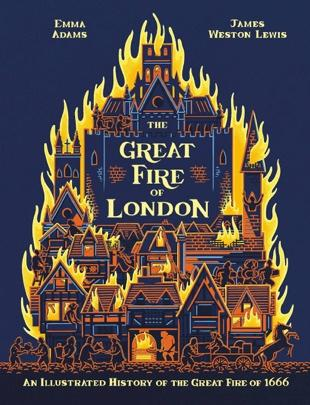 EMMA
ADAMS
JAMES
WESTON LEWIS
THE
GREAT
FIRE
OF
LONDON
AN ILLUSTRATED HISTORY OF THE GREAT FIRE OF 1666